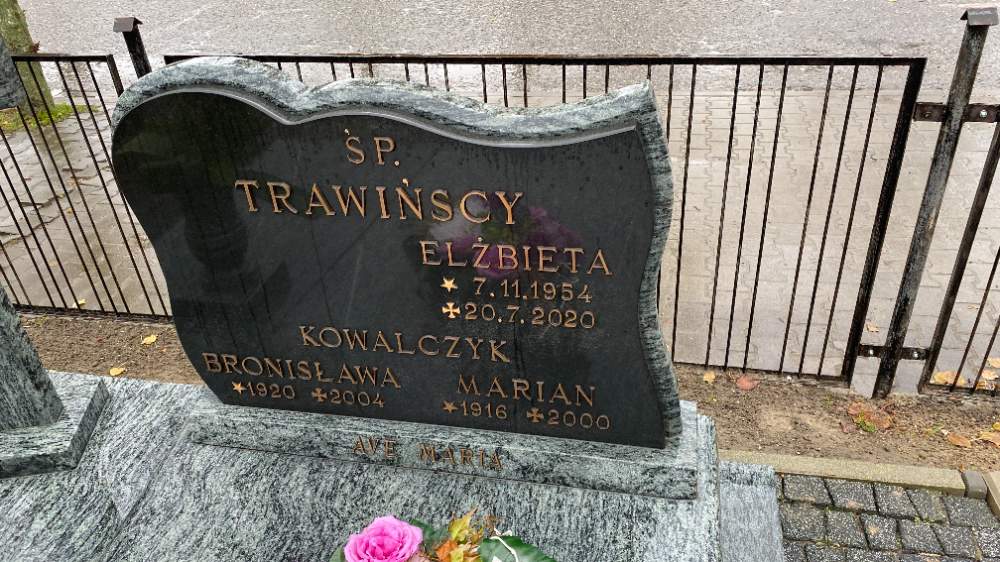 ŚP.
TRAWIŃSCY
ELŻBIETA
7.11.1954
20.7.2020
KOWALCZYK
BRONISŁAWA
1920 2004
MARIAN
1916 2000
AVE MARIA